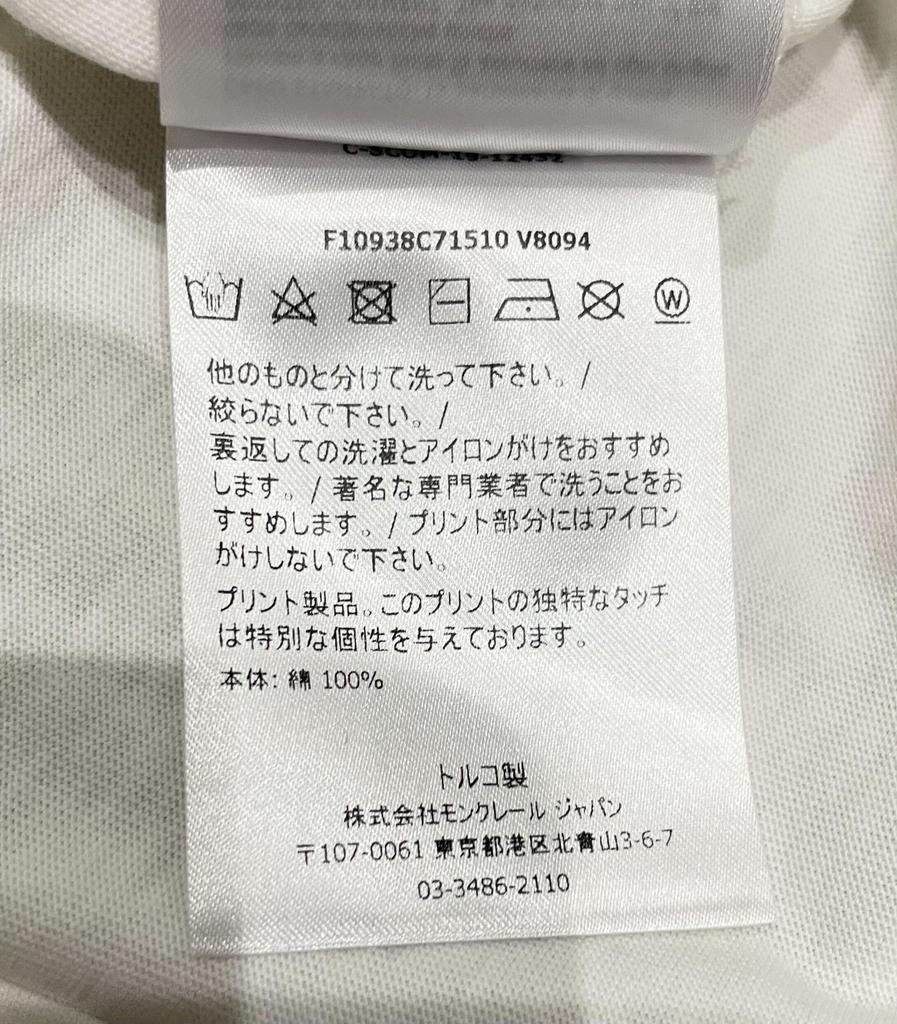 F10938C71510 V8094
W
他のものと分けて洗って下さい。/
絞らないで下さい。/
裏返しての洗濯とアイロンがけをおすすめ
します。/ 著名な専門業者で洗うことをお
すすめします。/ プリント部分にはアイロン
がけしないで下さい。
プリント製品。このプリントの独特なタッチ
は特別な個性を与えております。
本体: 綿 100%
トルコ製
株式会社モンクレール ジャパン
〒107-0061 東京都港区北青山3-6-7
03-3486-2110